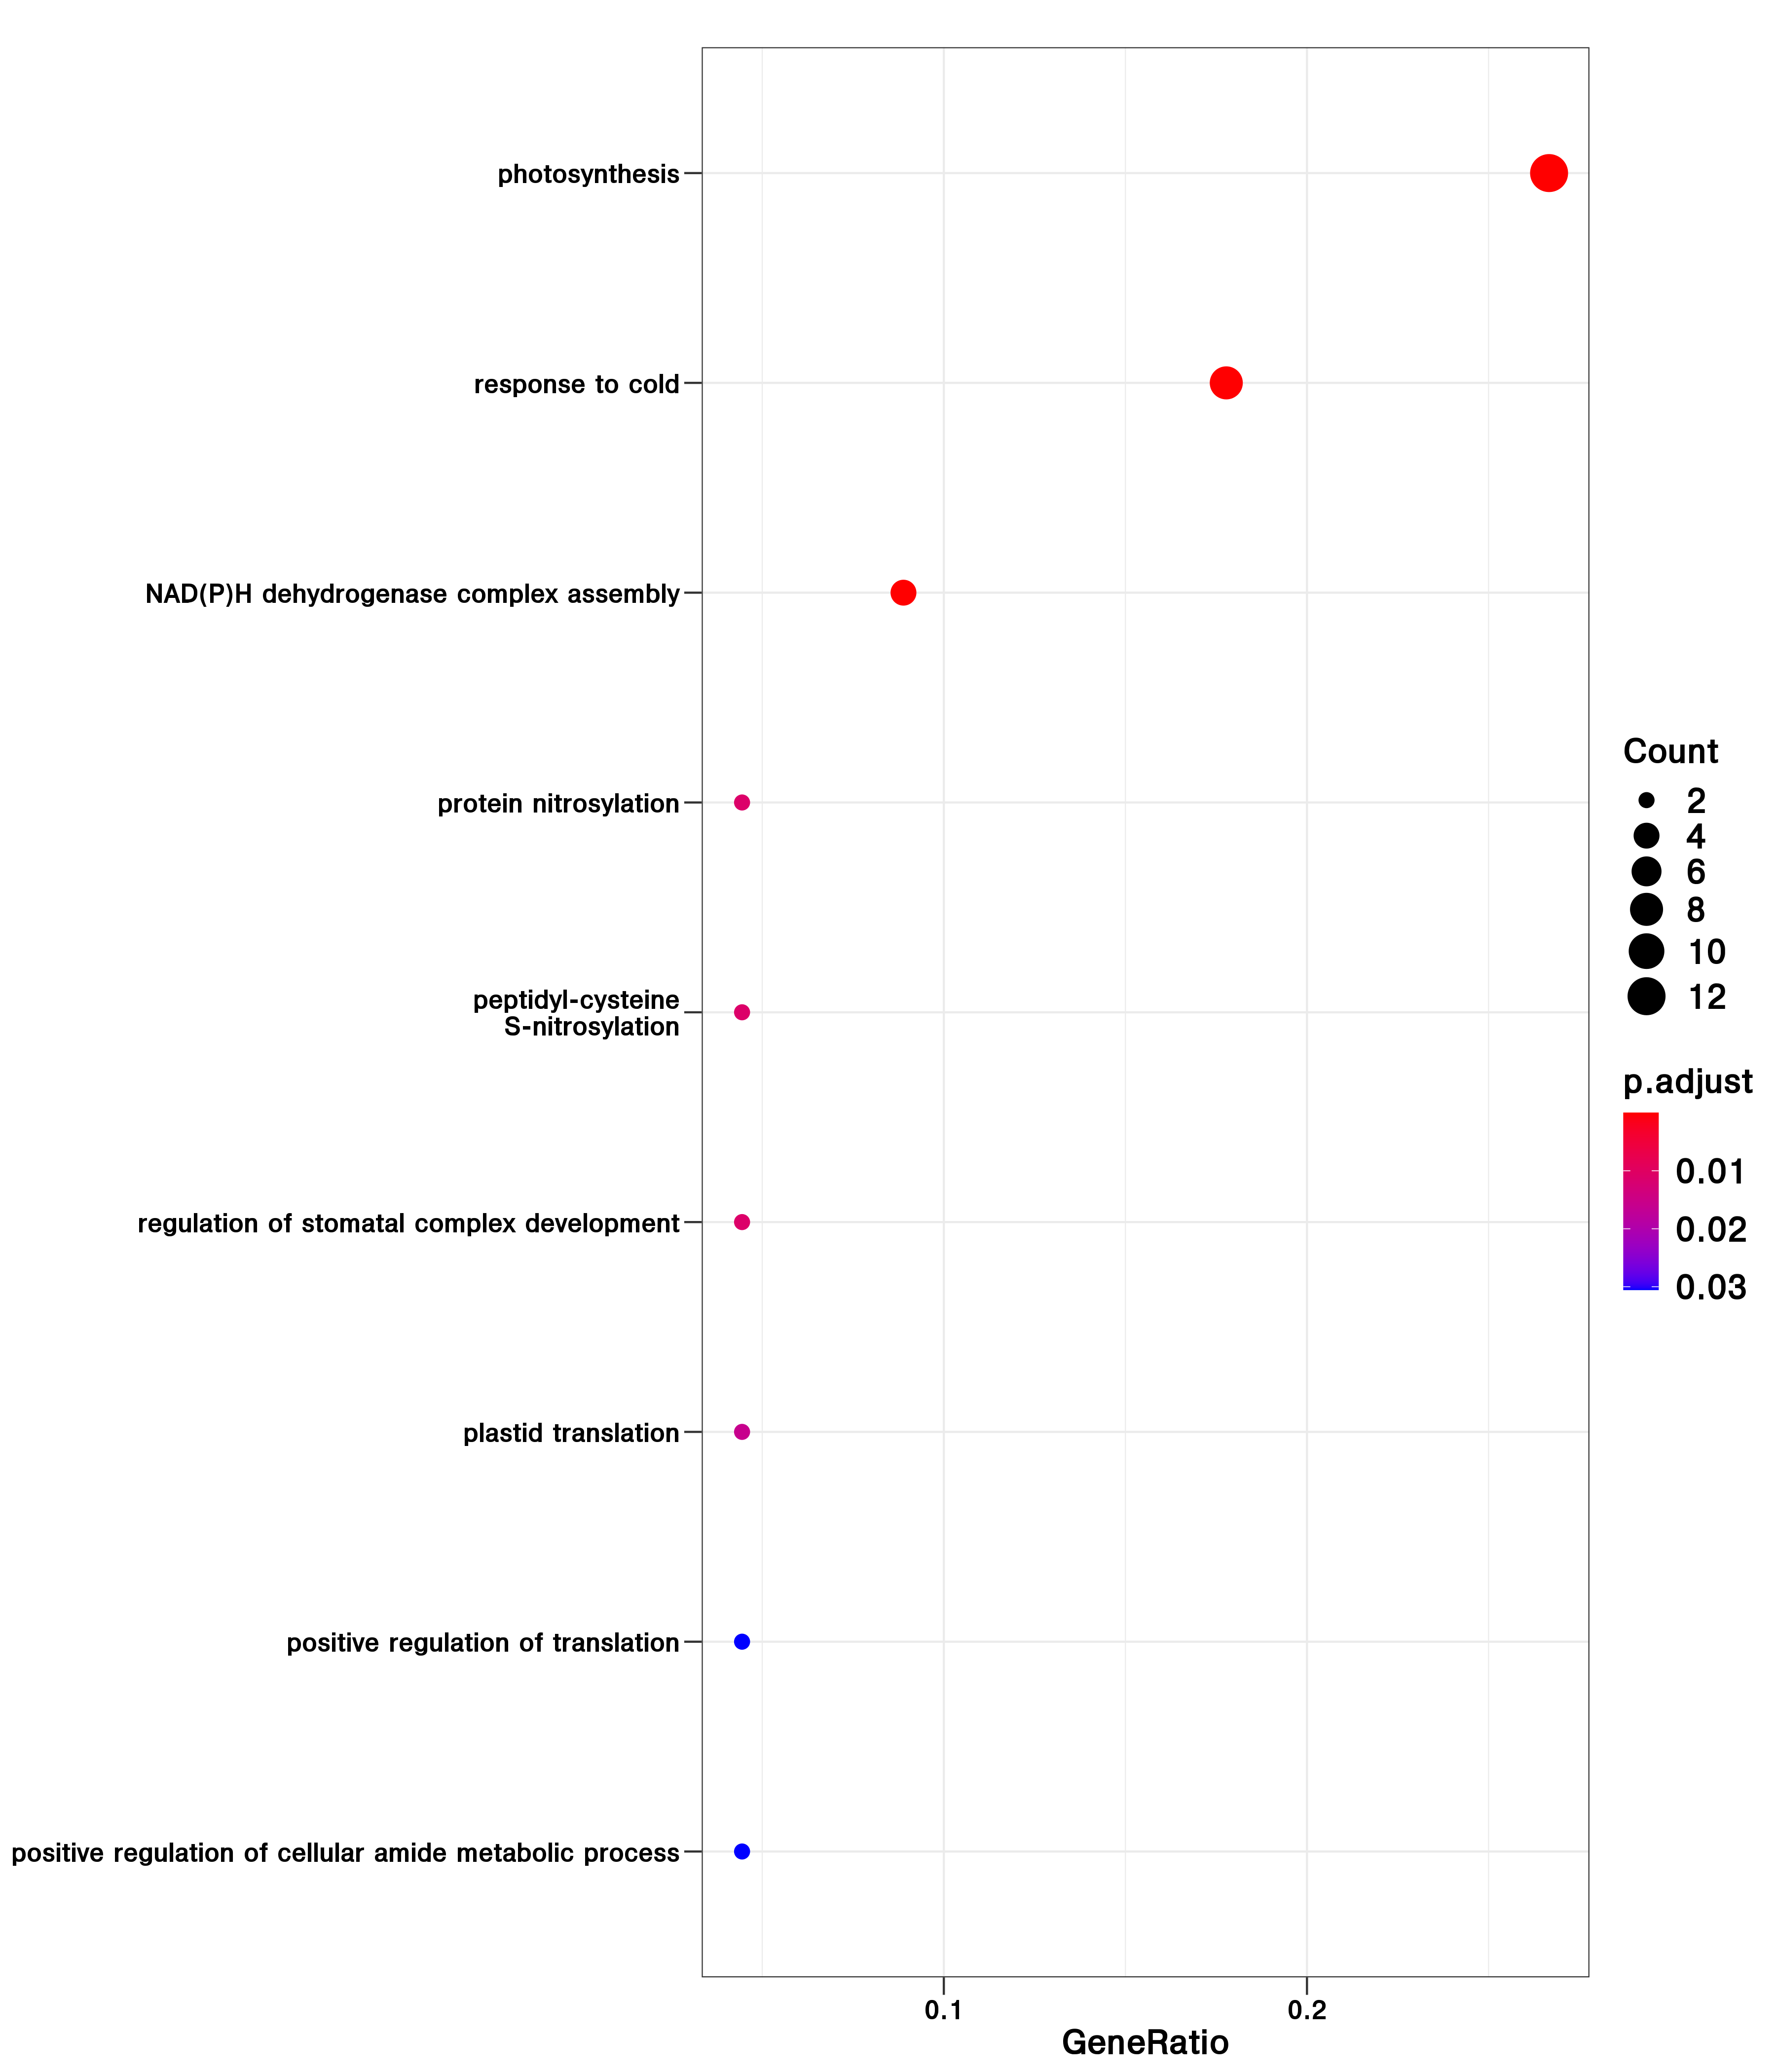 photosynthesis
response to cold
NAD(P)H dehydrogenase complex assembly
protein nitrosylation
peptidyl-cysteine
S-nitrosylation
regulation of stomatal complex development
plastid translation
positive regulation of translation
positive regulation of cellular amide metabolic process
0.1
0.2
GeneRatio
Count
2
4
6
8
10
12
p.adjust
0.01
0.02
0.03